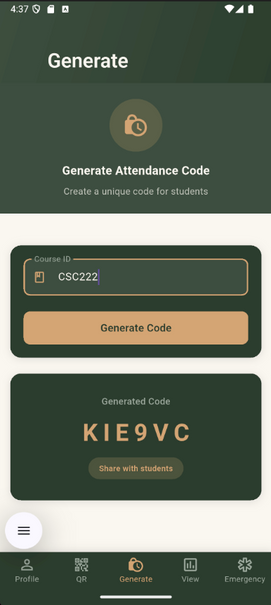 4:37
Generate
Generate Attendance Code
Create a unique code for students
Course ID
CSC222
Generate Code
Generated Code
KIE9VC
Share with students
Profile
QR
Generate
View
Emergency